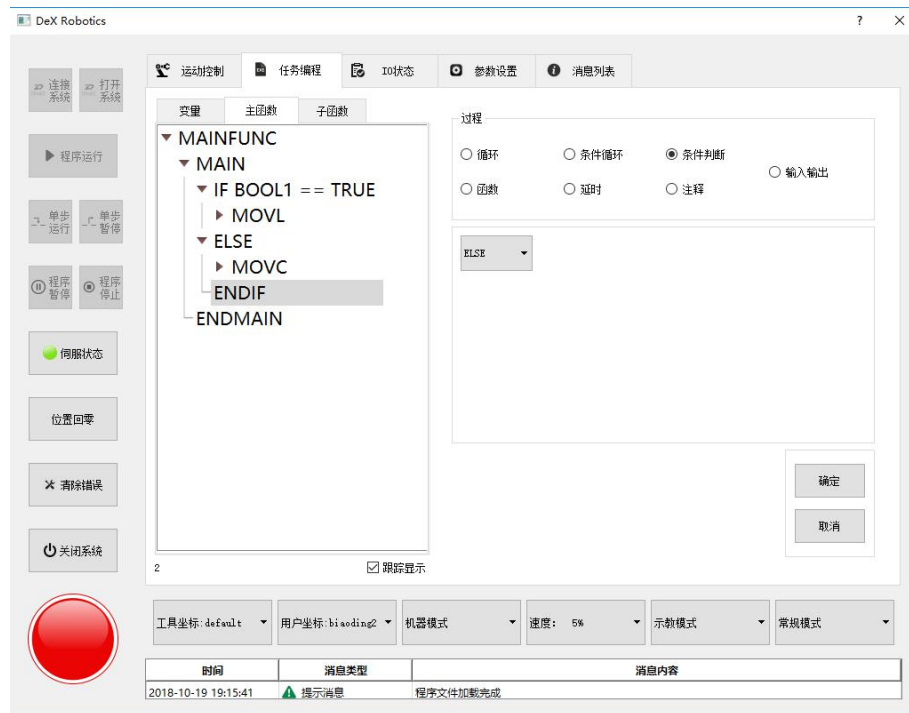 DeX Robotics
? ×
运动控制 任务编程 IO状态 参数设置 消息列表
连接系统 打开系统
程序运行
单步运行 单步暂停
程序暂停 程序停止
伺服状态
位置回零
清除错误
关闭系统
变量 主函数 子函数
MAINFUNC
MAIN
IF BOOL1 == TRUE
MOVL
ELSE
MOVC
ENDIF
ENDMAIN
2 跟踪显示
过程
循环 条件循环 条件判断 输入输出
函数 延时 注释
ELSE
确定
取消
工具坐标:default 用户坐标:biaoding2 机器模式 速度: 5% 示教模式 常规模式
时间 消息类型 消息内容
2018-10-19 19:15:41 提示消息 程序文件加载完成